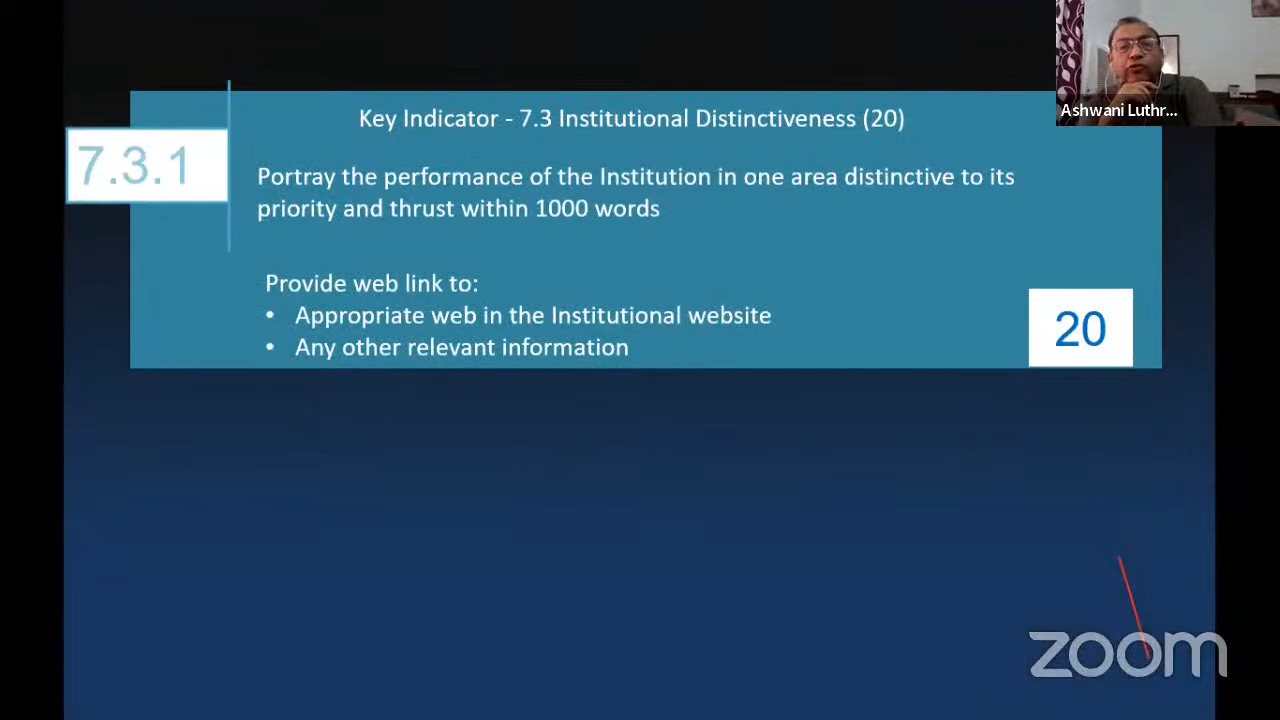 Ashwani Luthr...
Key Indicator - 7.3 Institutional Distinctiveness (20)
7.3.1
Portray the performance of the Institution in one area distinctive to its
priority and thrust within 1000 words
Provide web link to:
• Appropriate web in the Institutional website
• Any other relevant information
20
zoom